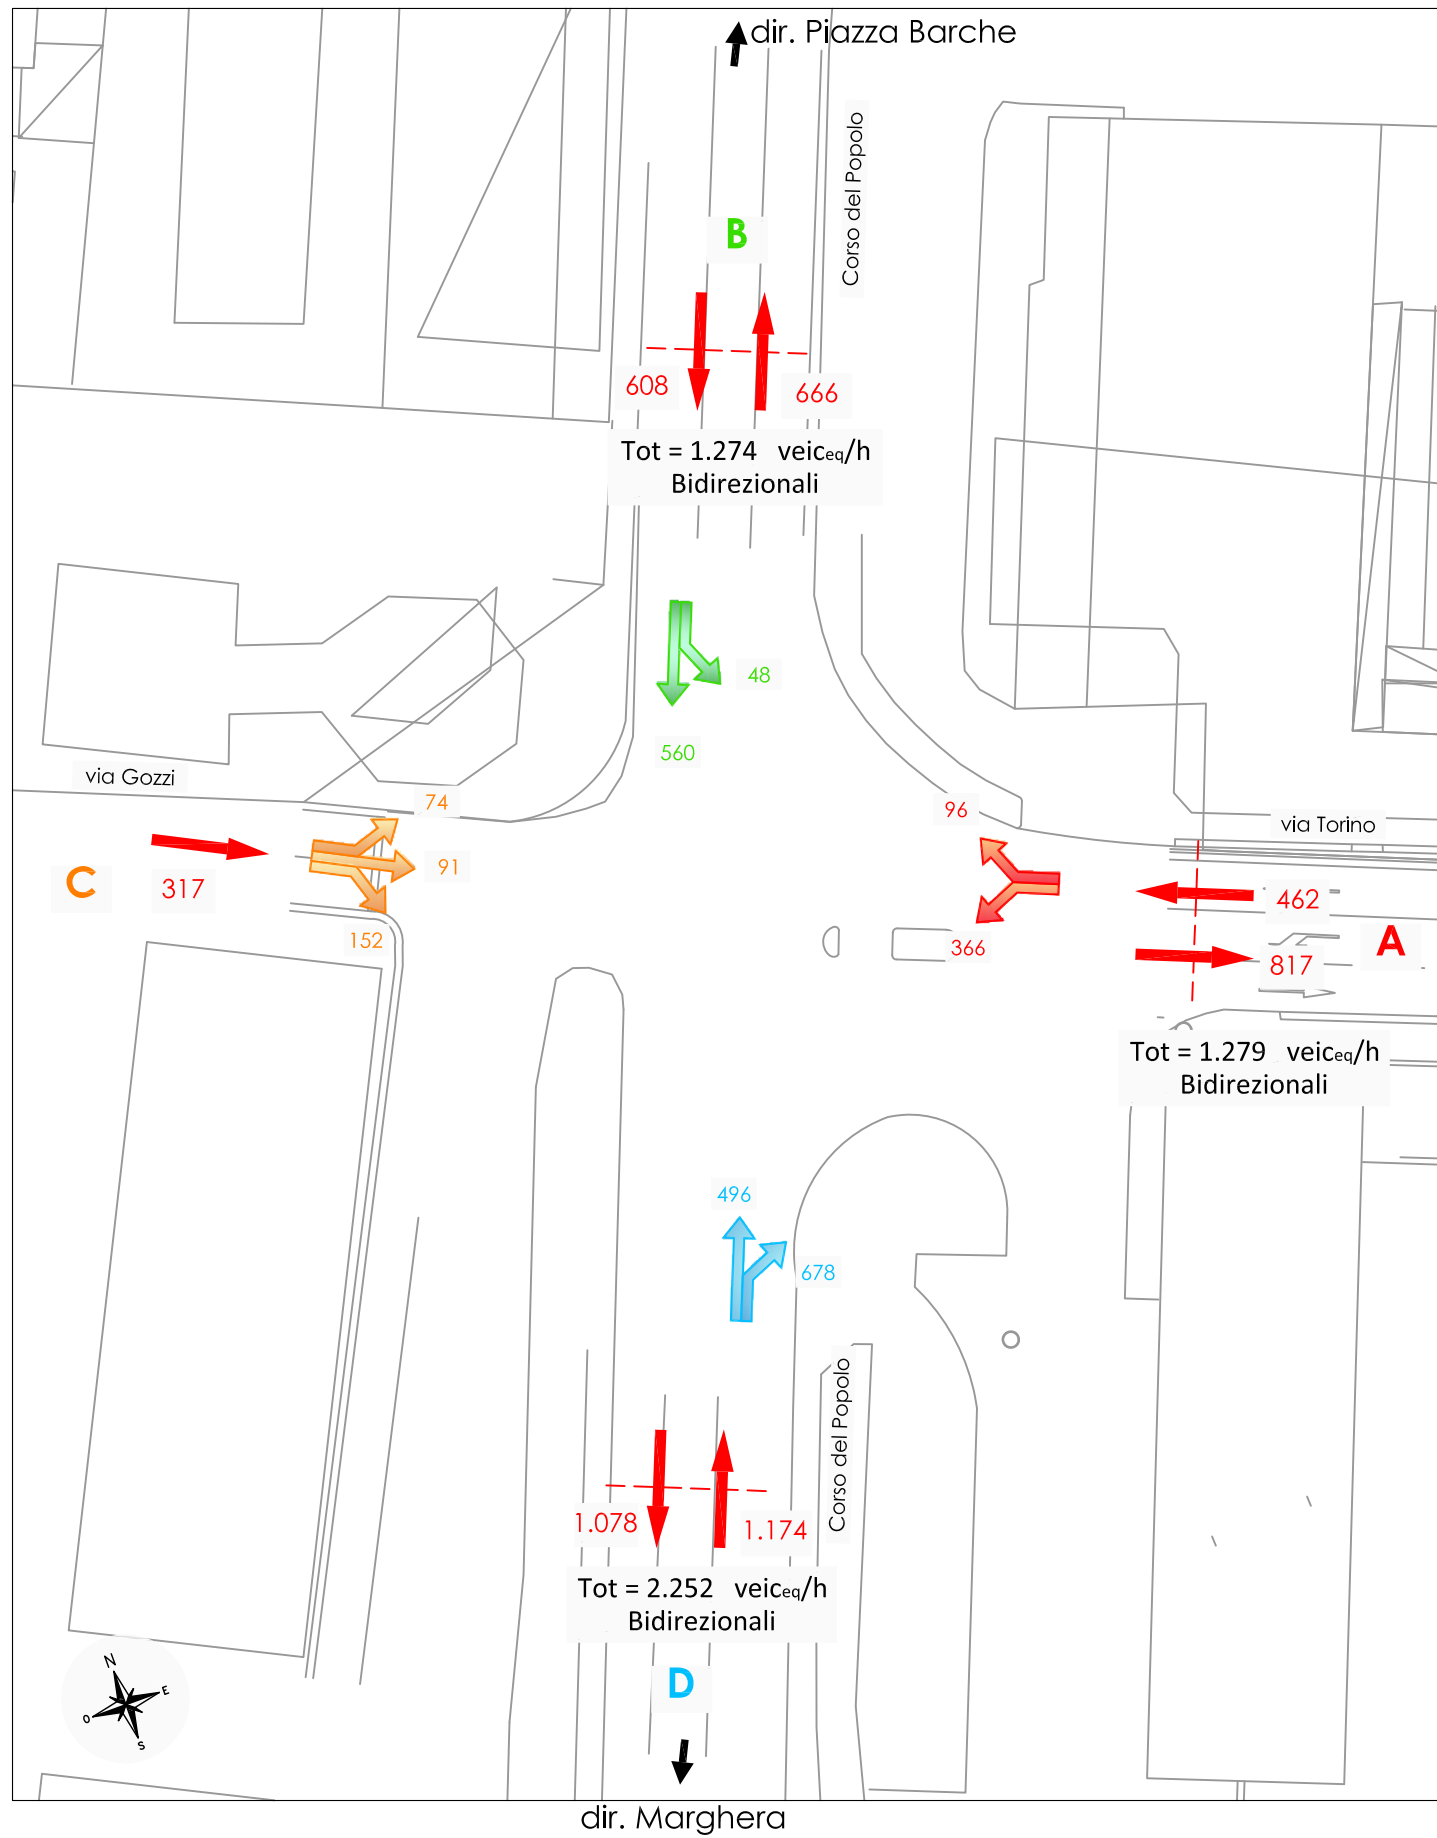 dir. Piazza Barche
Corso del Popolo
B
608
666
Tot = 1.274 veiceq/h
Bidirezionali
48
560
via Gozzi
74
91
C
317
152
96
via Torino
462
366
A
817
Tot = 1.279 veiceq/h
Bidirezionali
496
678
Corso del Popolo
1.078
1.174
Tot = 2.252 veiceq/h
Bidirezionali
D
N
E
O
S
dir. Marghera